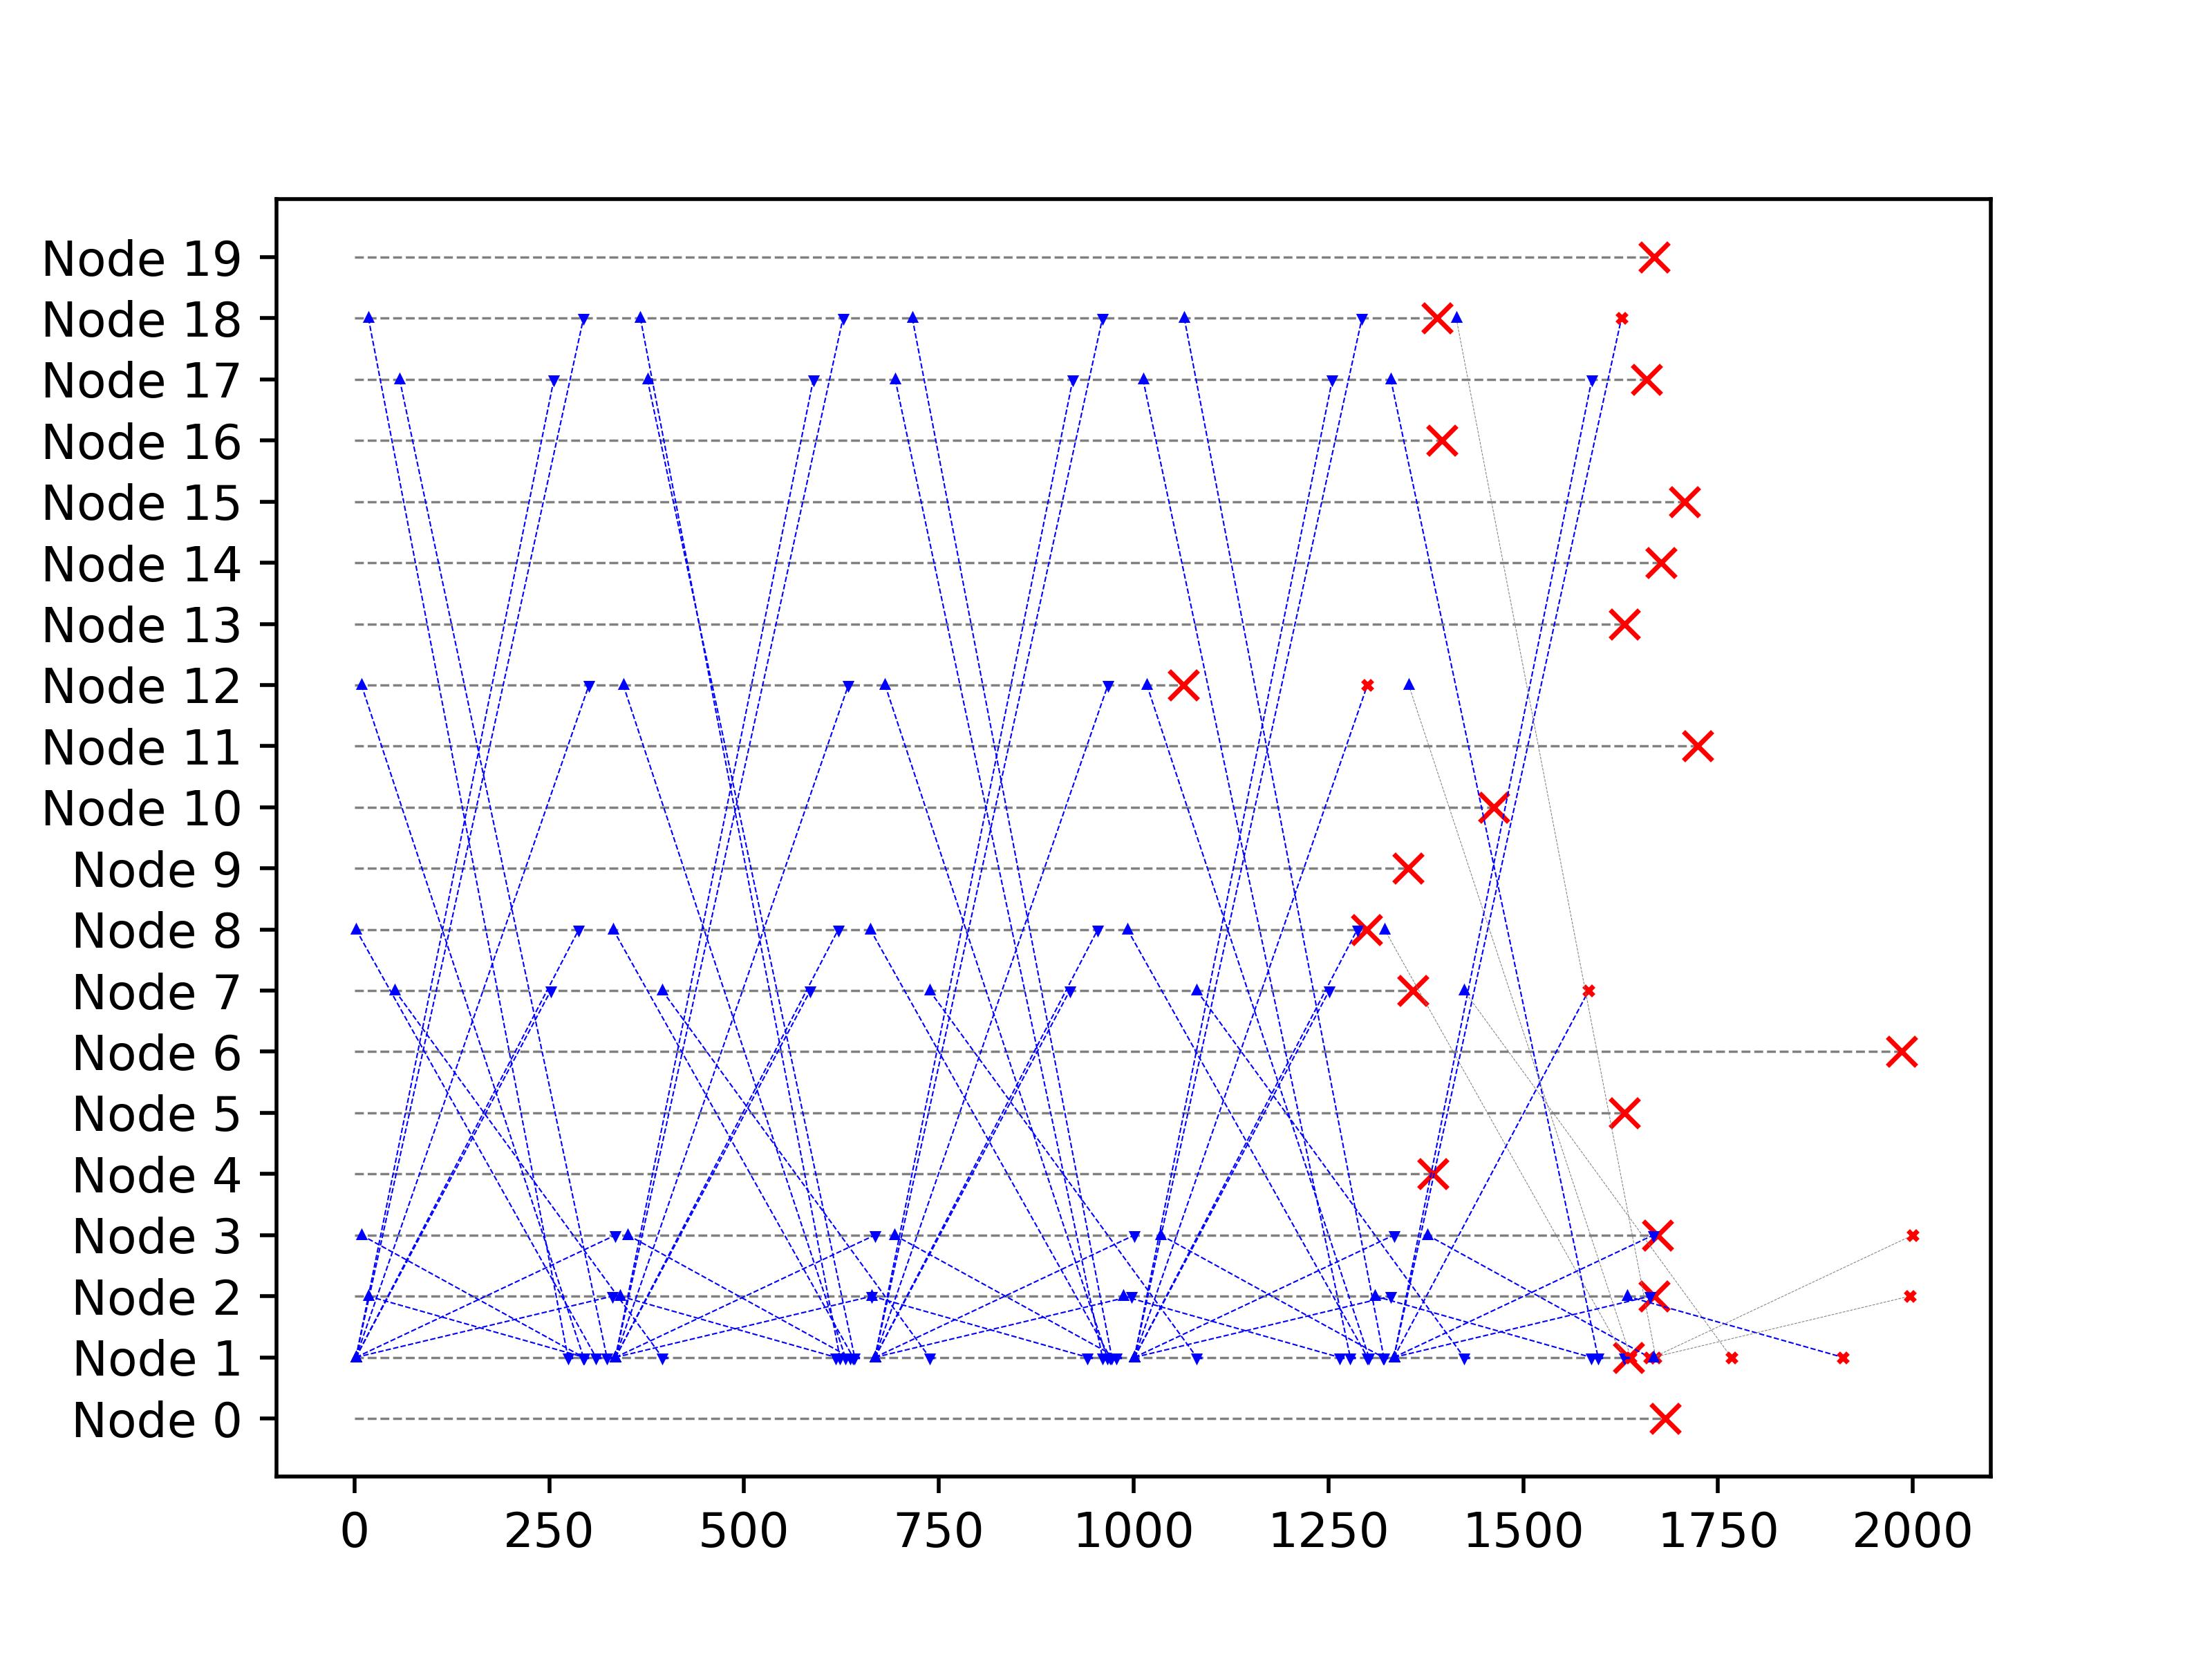 Node 19
Node 18
Node 17
Node 16
Node 15
Node 14
Node 13
Node 12
Node 11
Node 10
Node 9
Node 8
Node 7
Node 6
Node 5
Node 4
Node 3
Node 2
Node 1
Node 0
0 250 500 750 1000 1250 1500 1750 2000